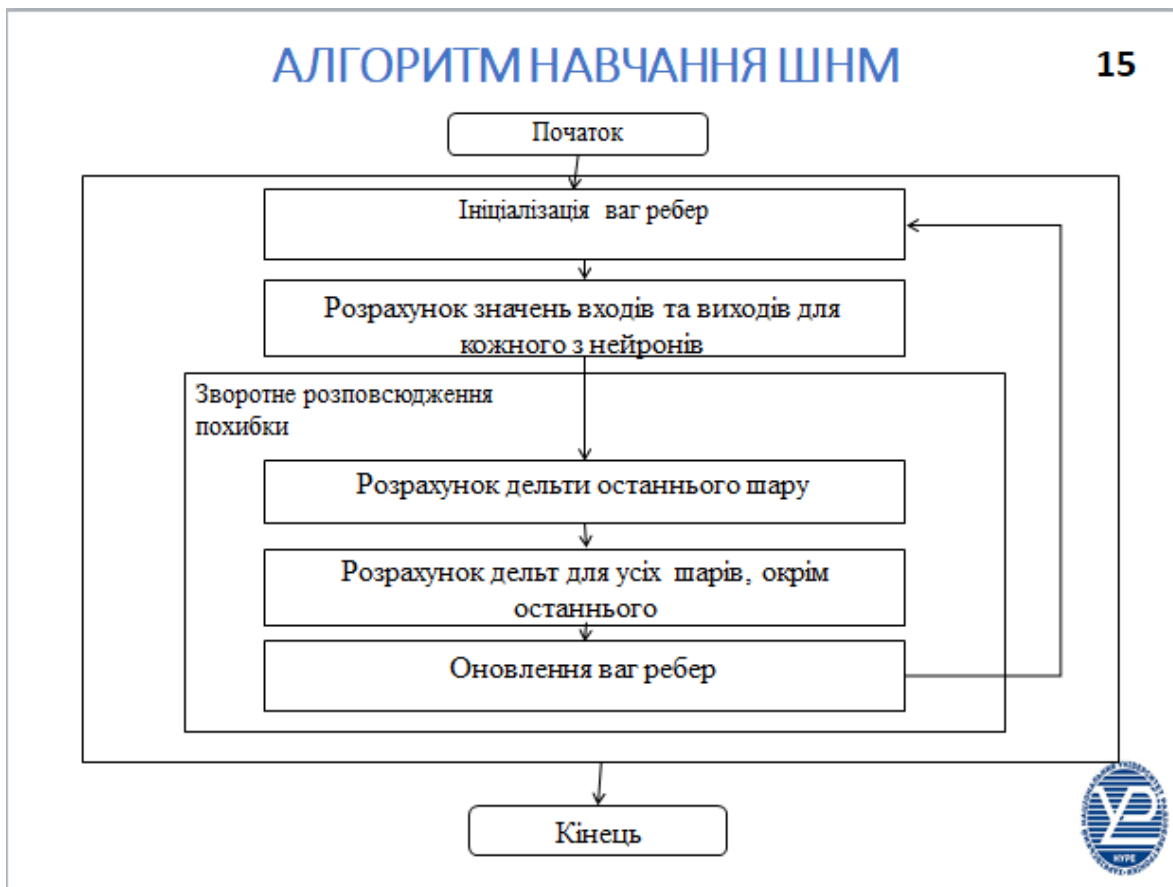 АЛГОРИТМ НАВЧАННЯ ШНМ
15
Початок
Ініціалізація ваг ребер
Розрахунок значень входів та виходів для
кожного з нейронів
Зворотне розповсюдження
похибки
Розрахунок дельти останнього шару
Розрахунок дельт для усіх шарів, окрім
останнього
Оновлення ваг ребер
Кінець
НУРЕ